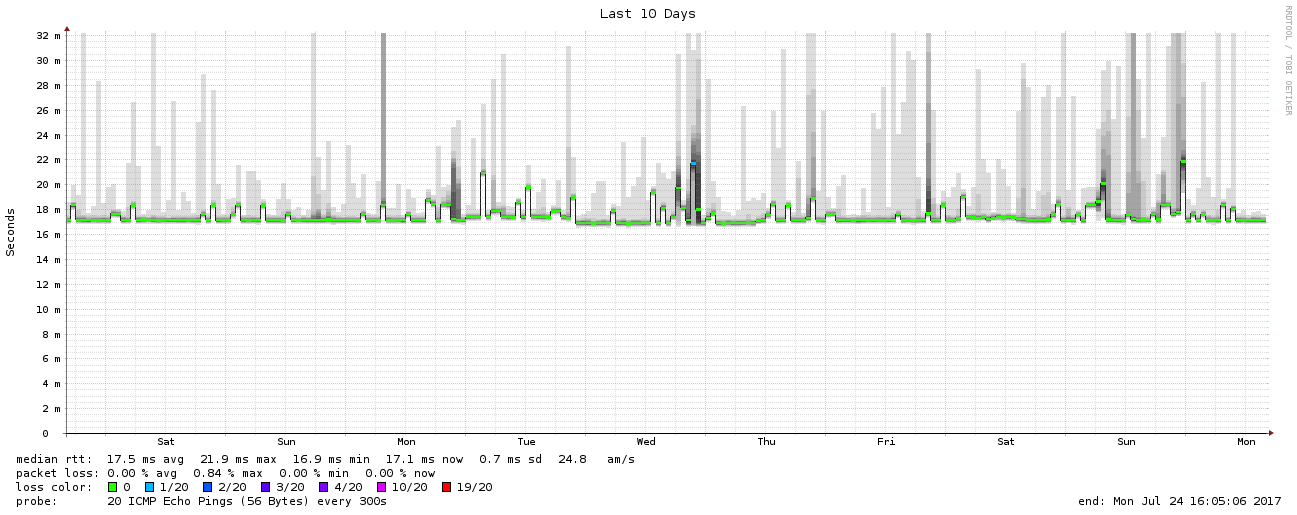 Last 10 Days
RRDTOOL / TOBI OETIKER
Seconds
32 m
30 m
28 m
26 m
24 m
22 m
20 m
18 m
16 m
14 m
12 m
10 m
8 m
6 m
4 m
2 m
0
Sat Sun Mon Tue Wed Thu Fri Sat Sun Mon
median rtt: 17.5 ms avg 21.9 ms max 16.9 ms min 17.1 ms now 0.7 ms sd 24.8 am/s
packet loss: 0.00 % avg 0.84 % max 0.00 % min 0.00 % now
loss color: 0 1/20 2/20 3/20 4/20 10/20 19/20
probe: 20 ICMP Echo Pings (56 Bytes) every 300s end: Mon Jul 24 16:05:06 2017